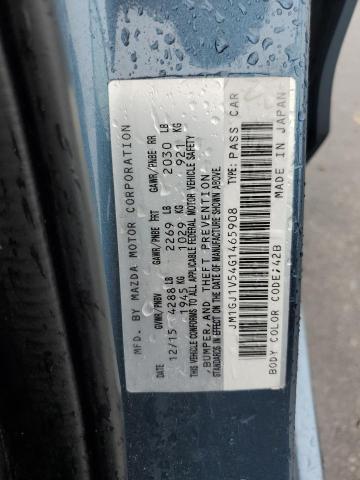 MFD. BY MAZDA MOTOR CORPORATION
GVWR/PNBV GAWR/PNBE FRT GAWR/PNBE RR
12/15 4288 LB 2269 LB 2030 LB
1945 KG 1029 KG 921 KG
THIS VEHICLE CONFORMS TO ALL APPLICABLE FEDERAL MOTOR VEHICLE SAFETY,
BUMPER, AND THEFT PREVENTION
STANDARDS IN EFFECT ON THE DATE OF MANUFACTURE SHOWN ABOVE.
JM1GJ1V54G1465908 TYPE: PASS CAR
BODY COLOR CODE; 42B MADE IN JAPAN